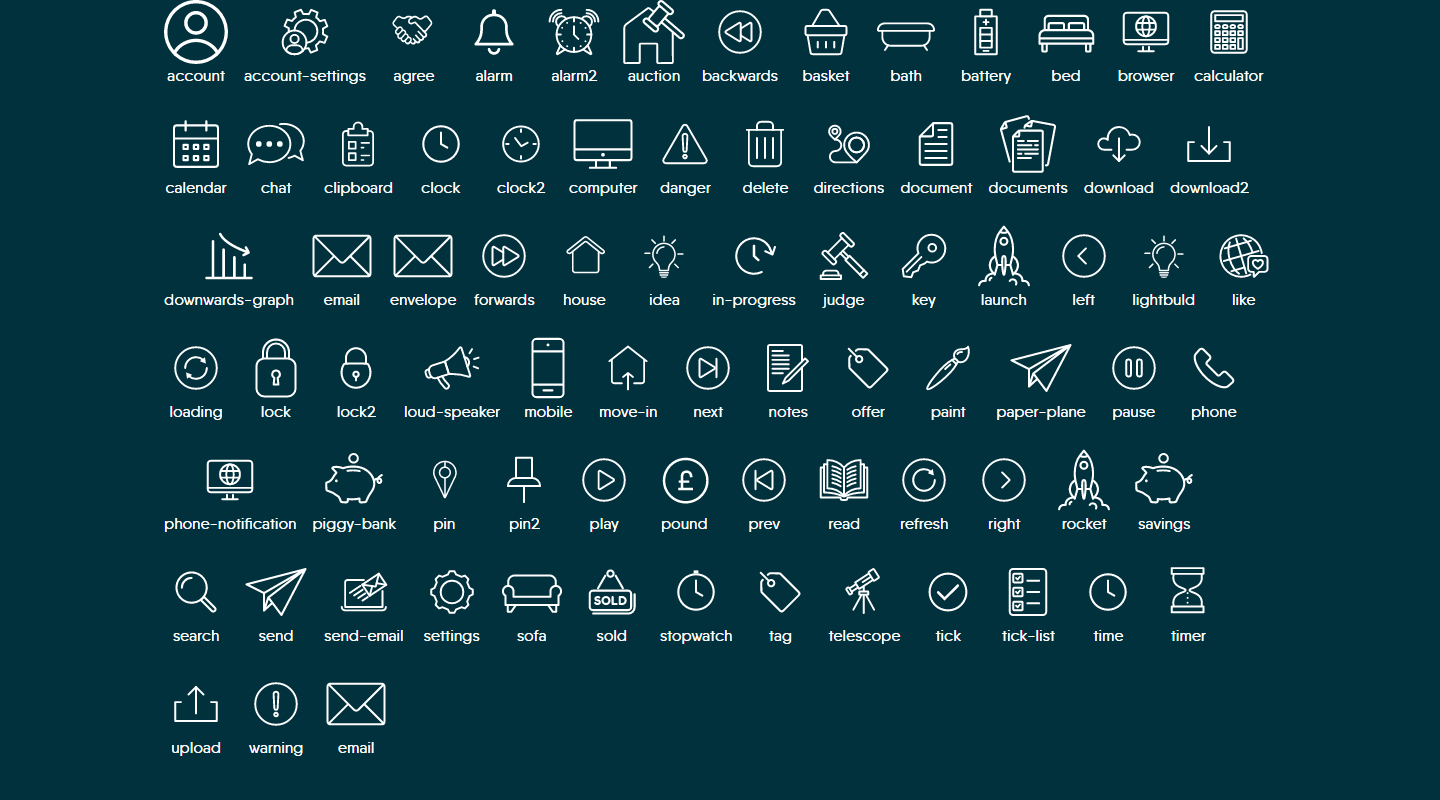 account account-settings agree alarm alarm2 auction backwards basket bath battery bed browser calculator
calendar chat clipboard clock clock2 computer danger delete directions document documents download download2
downwards-graph email envelope forwards house idea in-progress judge key launch left lightbuld like
loading lock lock2 loud-speaker mobile move-in next notes offer paint paper-plane pause phone
£
phone-notification piggy-bank pin pin2 play pound prev read refresh right rocket savings
SOLD
search send send-email settings sofa sold stopwatch tag telescope tick tick-list time timer
upload warning email